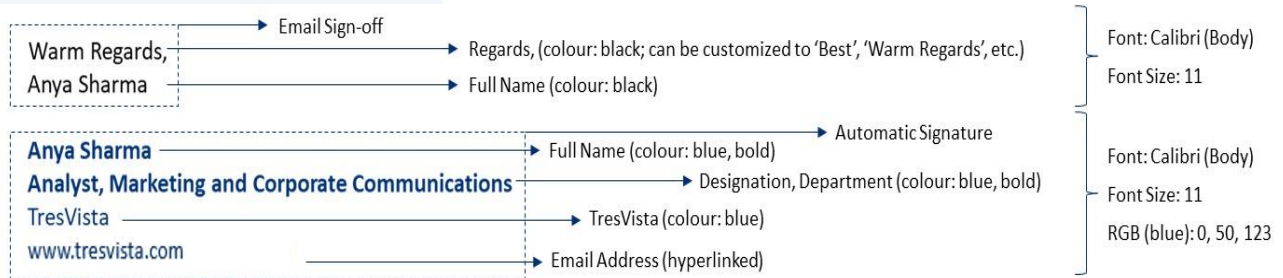 Email Sign-off
Warm Regards,
Regards, (colour: black; can be customized to 'Best', 'Warm Regards', etc.)
Anya Sharma
Full Name (colour: black)
Font: Calibri (Body)
Font Size: 11
Automatic Signature
Anya Sharma
Full Name (colour: blue, bold)
Analyst, Marketing and Corporate Communications
Designation, Department (colour: blue, bold)
TresVista
TresVista (colour: blue)
www.tresvista.com
Email Address (hyperlinked)
Font: Calibri (Body)
Font Size: 11
RGB (blue): 0, 50, 123